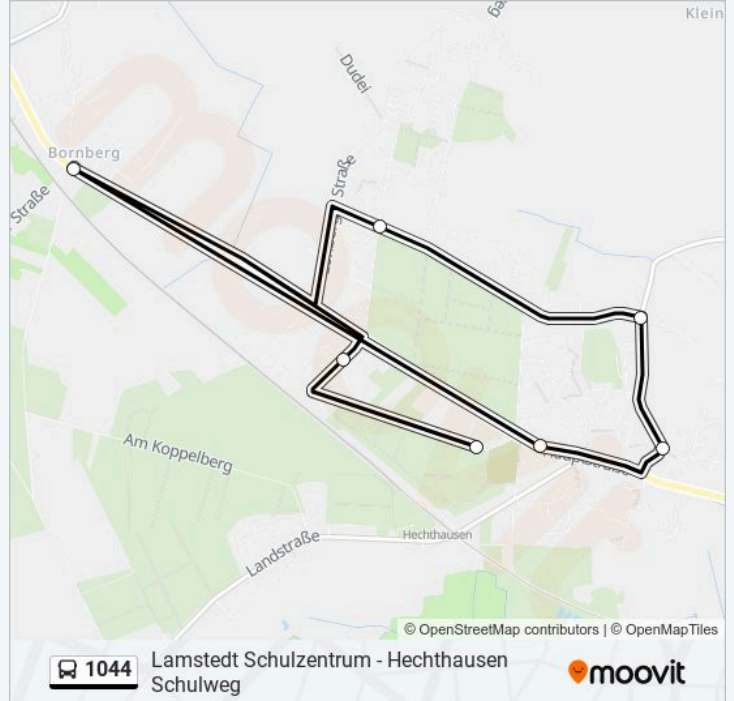 Klein
Dudel
Bornberg
Straße
Straße
Am Koppelberg
Landstraße
Hechthausen
© OpenStreetMap contributors | © OpenMapTiles
1044
Lamstedt Schulzentrum - Hechthausen
Schulweg
moovit